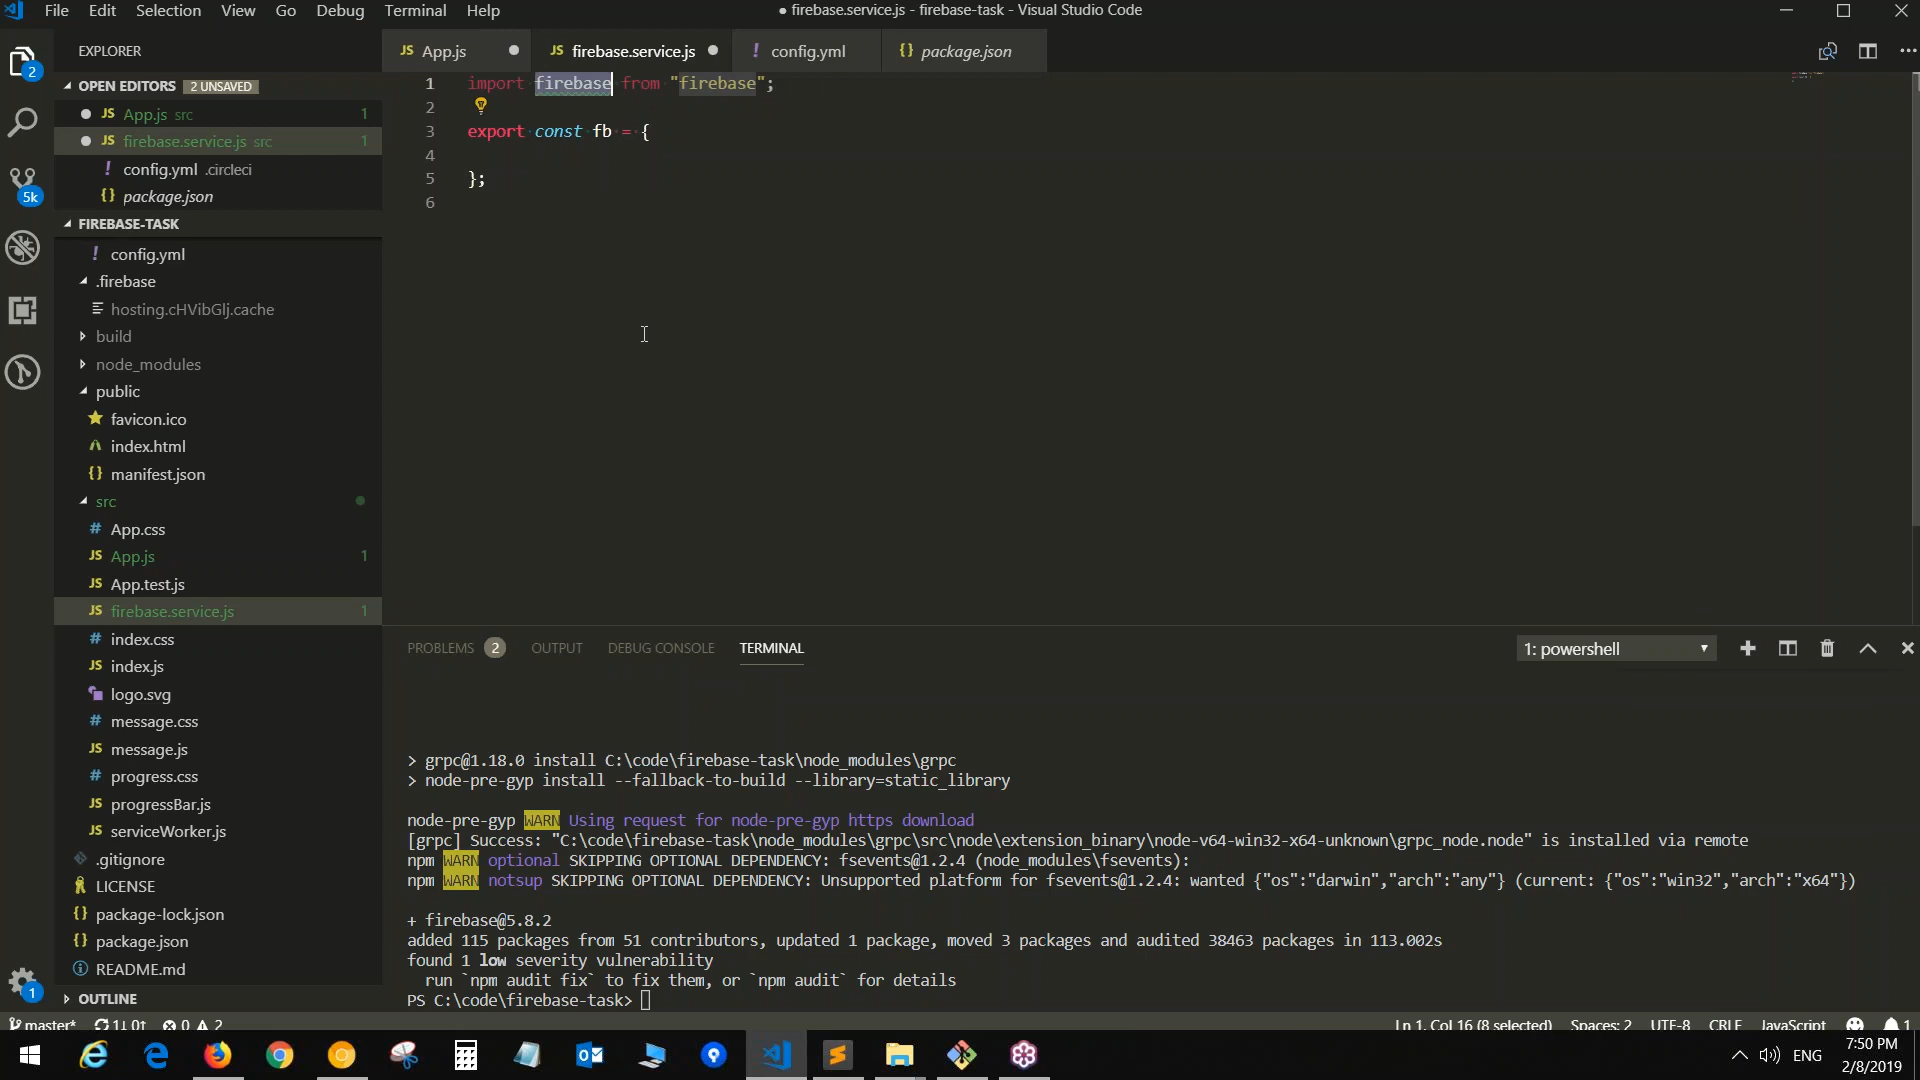 File Edit Selection View Go Debug Terminal Help
● firebase.service.js - firebase-task - Visual Studio Code
EXPLORER
OPEN EDITORS 2 UNSAVED
JS App.js src 1
JS firebase.service.js src 1
! config.yml .circleci
{} package.json
FIREBASE-TASK
! config.yml
.firebase
hosting.cHVibGlj.cache
build
node_modules
public
favicon.ico
index.html
{} manifest.json
src
# App.css
JS App.js 1
JS App.test.js
JS firebase.service.js 1
# index.css
JS index.js
logo.svg
# message.css
JS message.js
# progress.css
JS progressBar.js
JS serviceWorker.js
.gitignore
LICENSE
{} package-lock.json
{} package.json
README.md
OUTLINE
2
5k
1
JS App.js ● JS firebase.service.js ● ! config.yml {} package.json
1 import firebase from "firebase";
2
3 export const fb = {
4
5 };
6
PROBLEMS 2 OUTPUT DEBUG CONSOLE TERMINAL
1: powershell
> grpc@1.18.0 install C:\code\firebase-task\node_modules\grpc
> node-pre-gyp install --fallback-to-build --library=static_library
node-pre-gyp WARN Using request for node-pre-gyp https download
[grpc] Success: "C:\code\firebase-task\node_modules\grpc\src\node\extension_binary\node-v64-win32-x64-unknown\grpc_node.node" is installed via remote
npm WARN optional SKIPPING OPTIONAL DEPENDENCY: fsevents@1.2.4 (node_modules\fsevents):
npm WARN notsup SKIPPING OPTIONAL DEPENDENCY: Unsupported platform for fsevents@1.2.4: wanted {"os":"darwin","arch":"any"} (current: {"os":"win32","arch":"x64"})
+ firebase@5.8.2
added 115 packages from 51 contributors, updated 1 package, moved 3 packages and audited 38463 packages in 113.002s
found 1 low severity vulnerability
run `npm audit fix` to fix them, or `npm audit` for details
PS C:\code\firebase-task>
master* 1↓ 0↑ 0 2
Ln 1, Col 16 (8 selected) Spaces: 2 UTF-8 CRLF JavaScript 1
ENG
7:50 PM
2/8/2019